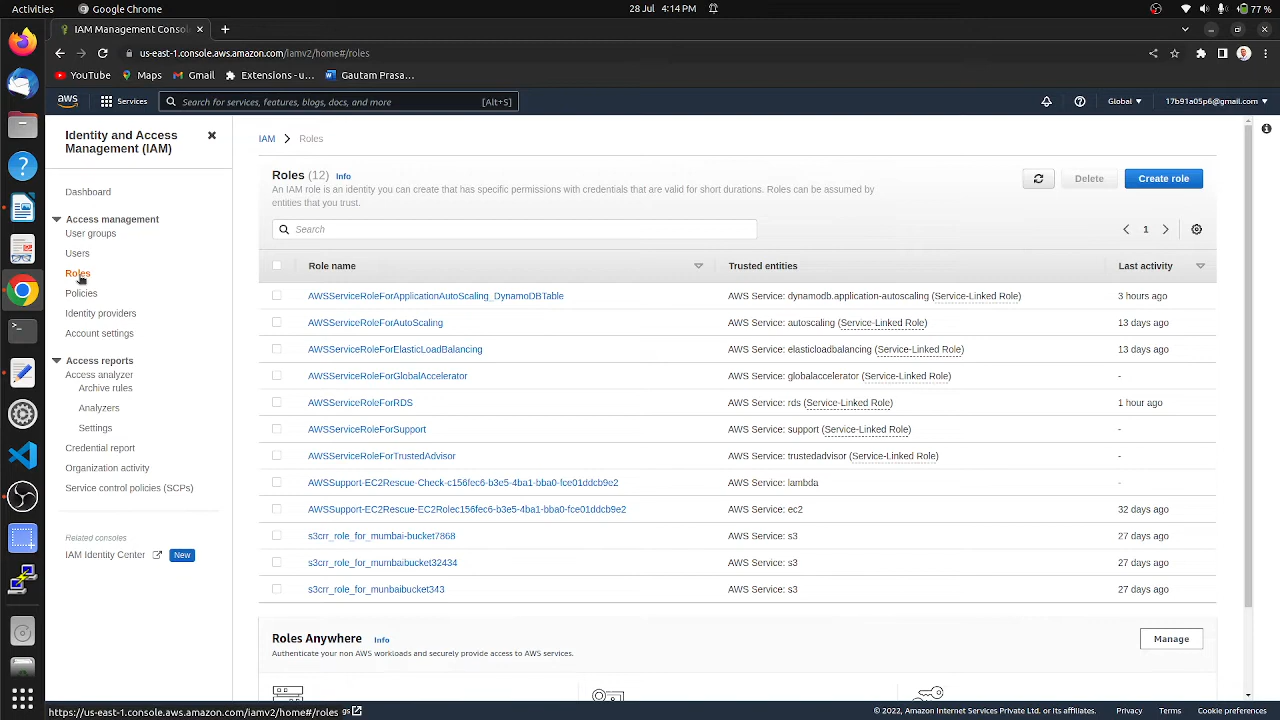 Activities
Google Chrome
28 Jul 4:14 PM
77 %
IAM Management Consol
us-east-1.console.aws.amazon.com/iamv2/home#/roles
YouTube
Maps
Gmail
Extensions - u...
Gautam Prasa...
aws
Services
Search for services, features, blogs, docs, and more
[Alt+S]
Global
17b91a05p6@gmail.com
Identity and Access
Management (IAM)
Dashboard
Access management
User groups
Users
Roles
Policies
Identity providers
Account settings
Access reports
Access analyzer
Archive rules
Analyzers
Settings
Credential report
Organization activity
Service control policies (SCPs)
Related consoles
IAM Identity Center
New
IAM > Roles
Roles (12) Info
An IAM role is an identity you can create that has specific permissions with credentials that are valid for short durations. Roles can be assumed by
entities that you trust.
Delete
Create role
Search
1
Role name Trusted entities Last activity
AWSServiceRoleForApplicationAutoScaling_DynamoDBTable AWS Service: dynamodb.application-autoscaling (Service-Linked Role) 3 hours ago
AWSServiceRoleForAutoScaling AWS Service: autoscaling (Service-Linked Role) 13 days ago
AWSServiceRoleForElasticLoadBalancing AWS Service: elasticloadbalancing (Service-Linked Role) 13 days ago
AWSServiceRoleForGlobalAccelerator AWS Service: globalaccelerator (Service-Linked Role) -
AWSServiceRoleForRDS AWS Service: rds (Service-Linked Role) 1 hour ago
AWSServiceRoleForSupport AWS Service: support (Service-Linked Role) -
AWSServiceRoleForTrustedAdvisor AWS Service: trustedadvisor (Service-Linked Role) -
AWSSupport-EC2Rescue-Check-c156fec6-b3e5-4ba1-bba0-fce01ddcb9e2 AWS Service: lambda -
AWSSupport-EC2Rescue-EC2Rolec156fec6-b3e5-4ba1-bba0-fce01ddcb9e2 AWS Service: ec2 32 days ago
s3crr_role_for_mumbai-bucket7868 AWS Service: s3 27 days ago
s3crr_role_for_mumbaibucket32434 AWS Service: s3 27 days ago
s3crr_role_for_munbaibucket343 AWS Service: s3 27 days ago
Roles Anywhere Info
Authenticate your non AWS workloads and securely provide access to AWS services.
Manage
https://us-east-1.console.aws.amazon.com/iamv2/home#/roles
gs
© 2022, Amazon Internet Services Private Ltd. or its affiliates.
Privacy
Terms
Cookie preferences